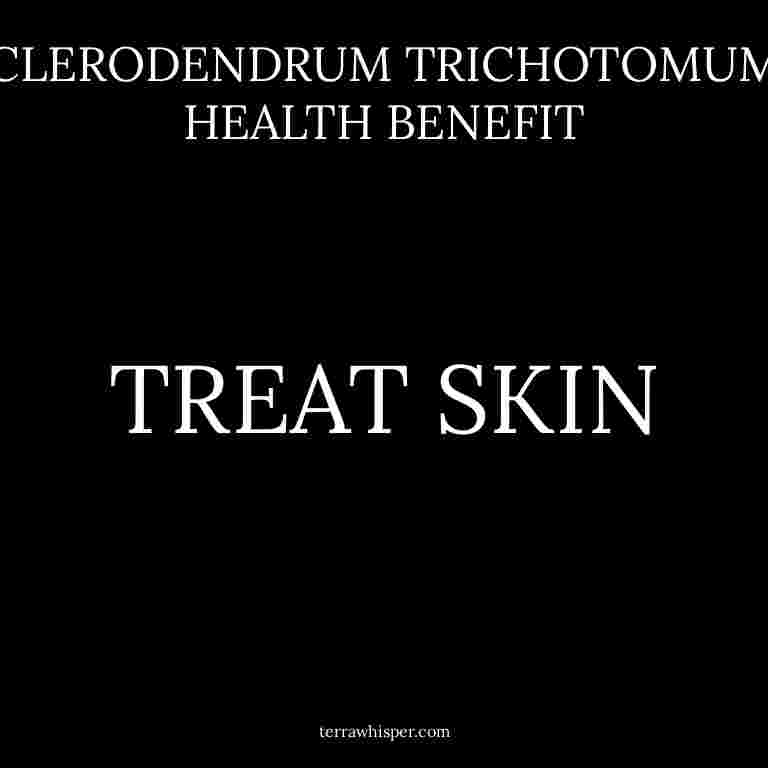 CLERODENDRUM TRICHOTOMUM
HEALTH BENEFIT
TREAT SKIN
terrawhisper.com